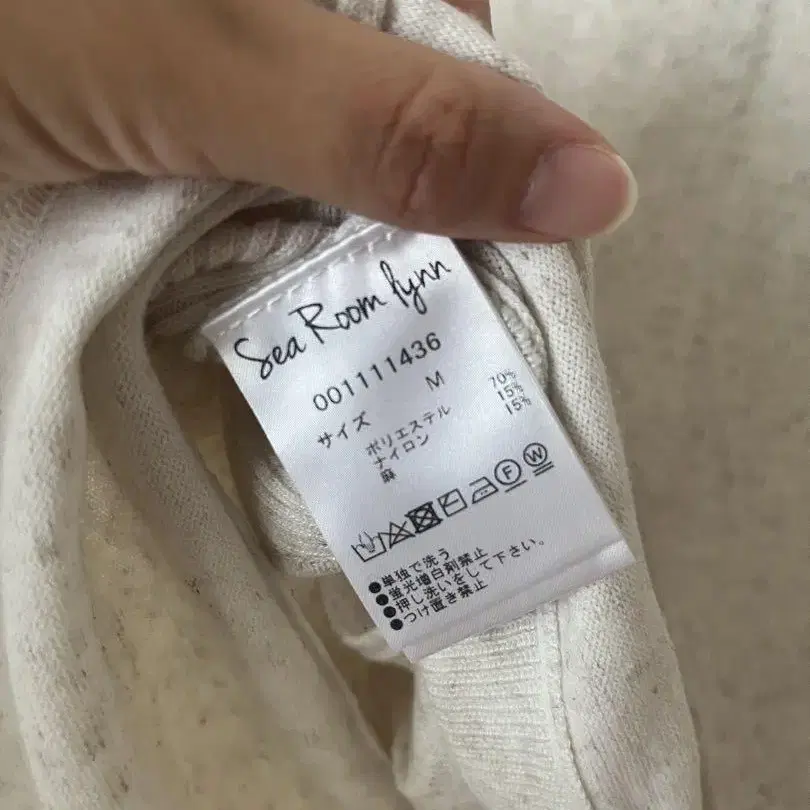 Sea Room lynn
001111436
サイズ M
ポリエステル 70%
ナイロン 15%
麻 15%
F W
●単独で洗う
●蛍光増白剤禁止
●押し洗いをして下さい。
●つけ置き禁止